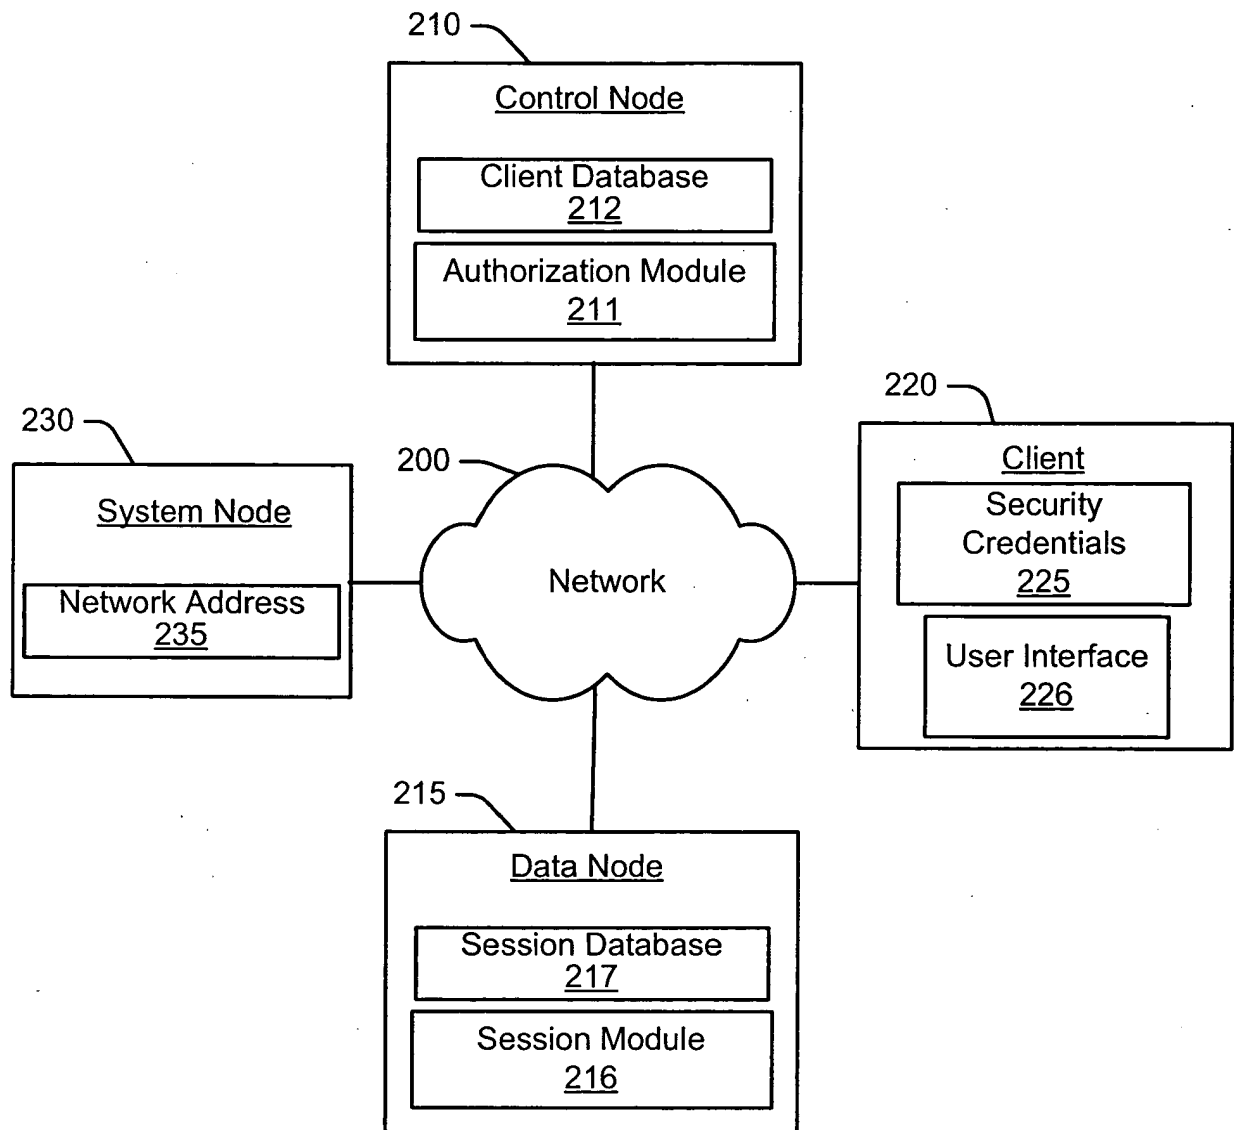 210
Control Node
Client Database
212
Authorization Module
211
220
Client
Security
Credentials
225
User Interface
226
230
System Node
Network Address
235
200
Network
215
Data Node
Session Database
217
Session Module
216